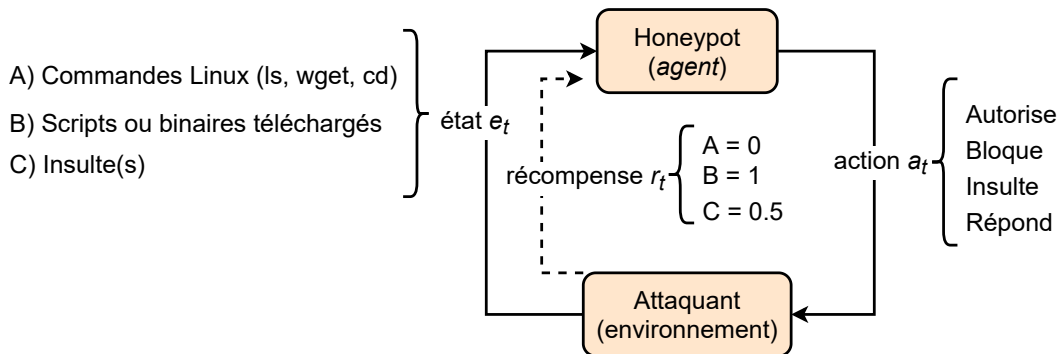 A) Commandes Linux (ls, wget, cd)
B) Scripts ou binaires téléchargés
C) Insulte(s)
état e_t
Honeypot
(agent)
récompense r_t
A = 0
B = 1
C = 0.5
action a_t
Autorise
Bloque
Insulte
Répond
Attaquant
(environnement)